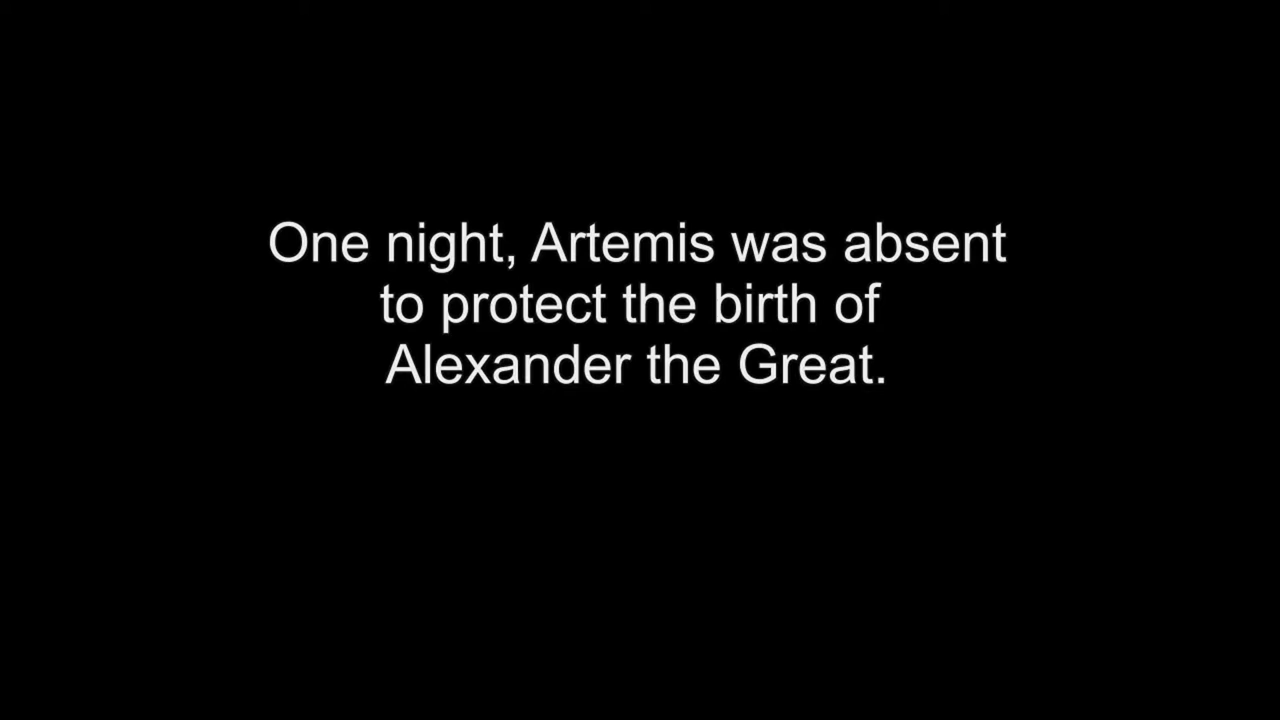 One night, Artemis was absent
to protect the birth of
Alexander the Great.